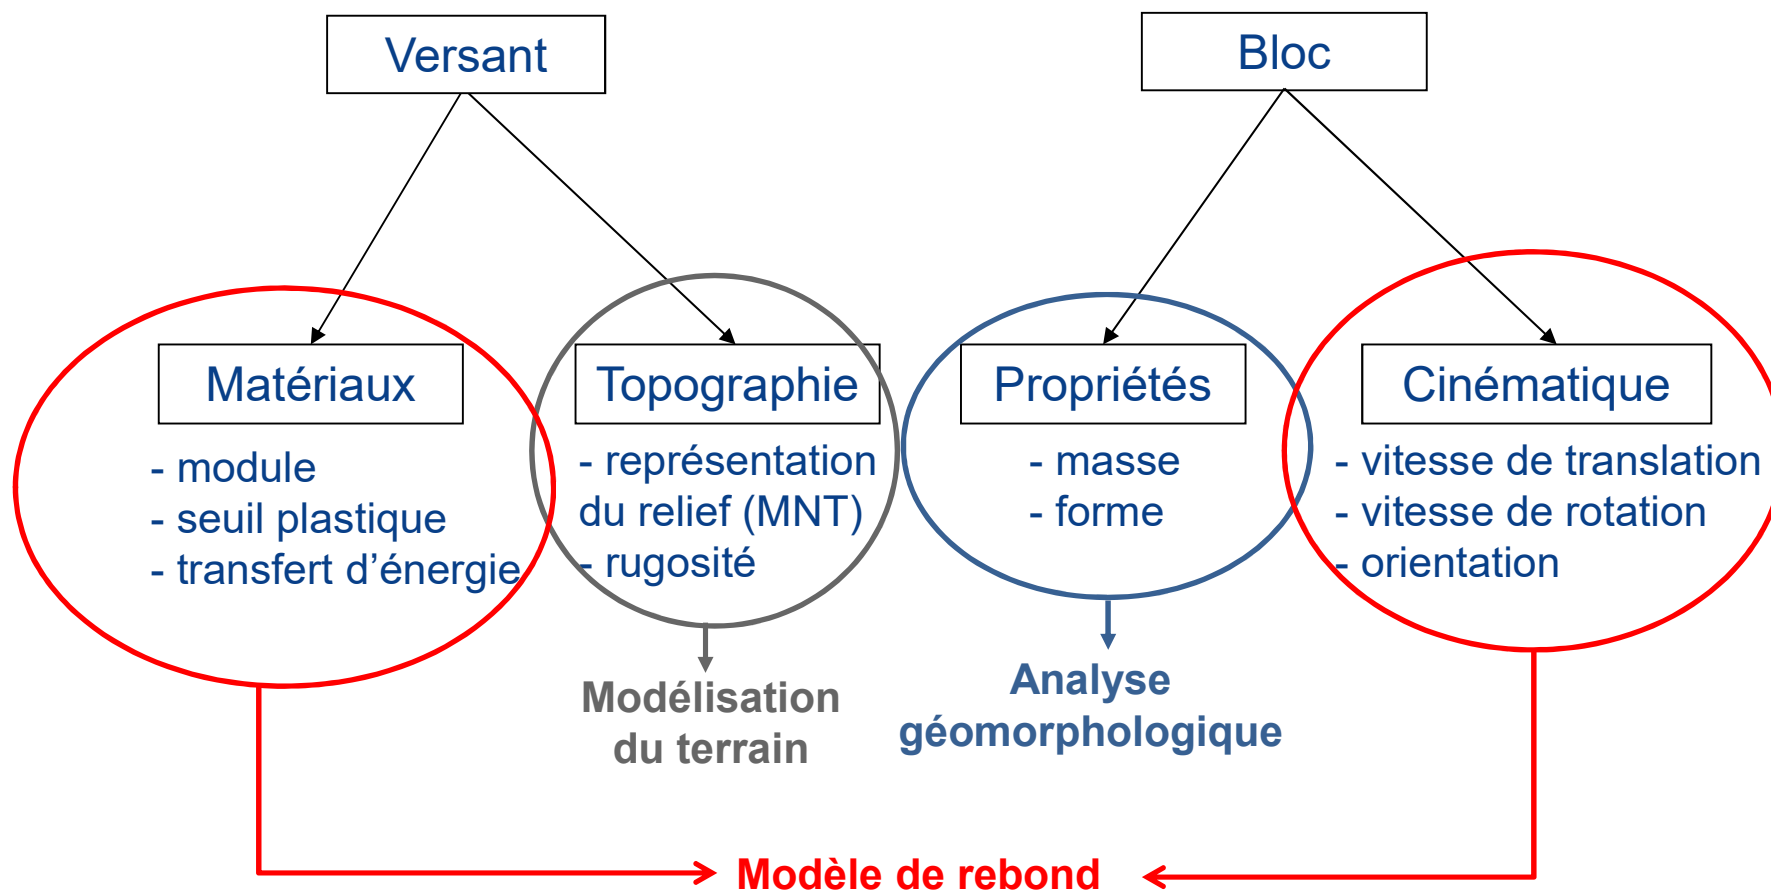 Versant
Bloc
Matériaux
- module
- seuil plastique
- transfert d’énergie
Topographie
- représentation
du relief (MNT)
- rugosité
Propriétés
- masse
- forme
Cinématique
- vitesse de translation
- vitesse de rotation
- orientation
Modélisation
du terrain
Analyse
géomorphologique
Modèle de rebond